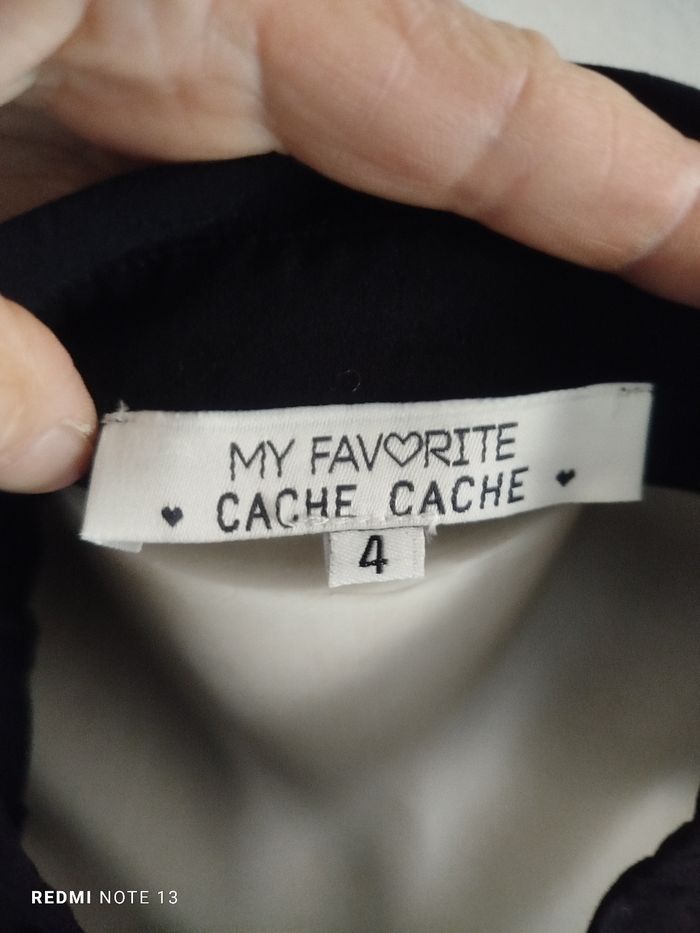 MY FAVORITE
CACHE CACHE
4
REDMI NOTE 13